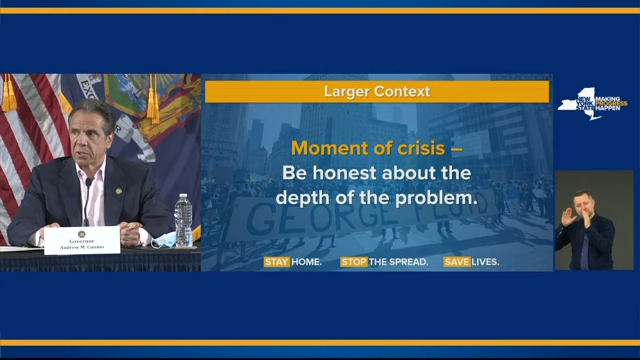 Larger Context
Moment of crisis –
Be honest about the
depth of the problem.
GEORGE FLOYD
STAY HOME. STOP THE SPREAD. SAVE LIVES.
Governor
Andrew M. Cuomo
NEW
YORK
STATE
MAKING
PROGRESS
HAPPEN